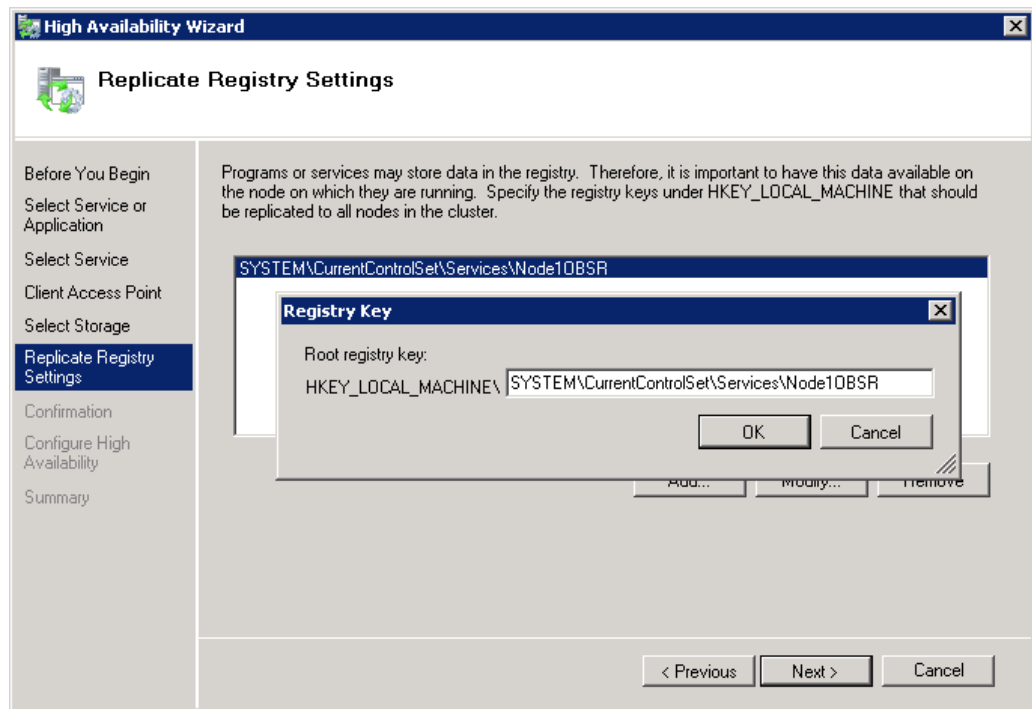 High Availability Wizard
Replicate Registry Settings
Before You Begin
Select Service or
Application
Select Service
Client Access Point
Select Storage
Replicate Registry
Settings
Confirmation
Configure High
Availability
Summary
Programs or services may store data in the registry. Therefore, it is important to have this data available on
the node on which they are running. Specify the registry keys under HKEY_LOCAL_MACHINE that should
be replicated to all nodes in the cluster.
SYSTEM\CurrentControlSet\Services\Node1OBSR
Registry Key
Root registry key:
HKEY_LOCAL_MACHINE\ SYSTEM\CurrentControlSet\Services\Node1OBSR
OK Cancel
Add... Modify... Remove
< Previous Next > Cancel